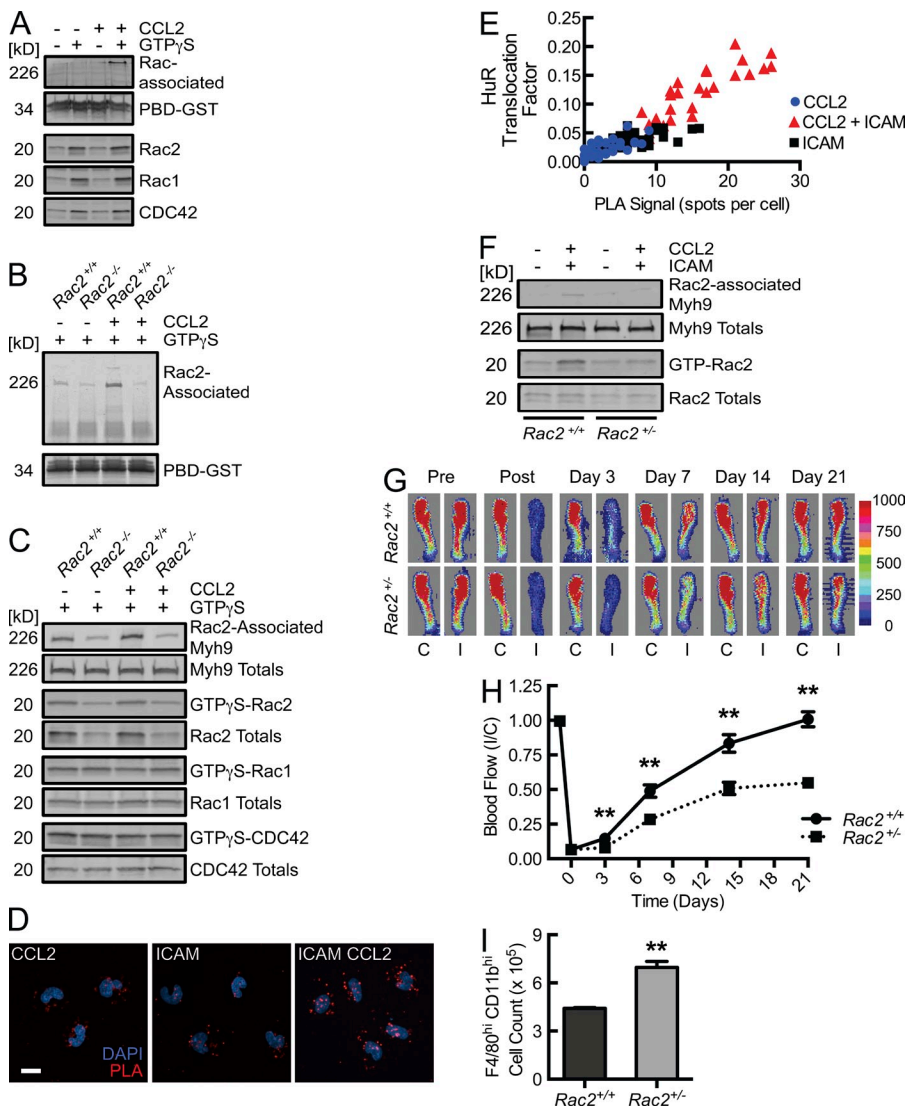 A
CCL2 - - + +
GTPγS - + - +
[kD]
226 Rac-
associated
34 PBD-GST
20 Rac2
20 Rac1
20 CDC42
B
Rac2+/+ Rac2-/- Rac2+/+ Rac2-/-
- - + + CCL2
[kD] + + + + GTPγS
226 Rac2-
Associated
34 PBD-GST
C
Rac2+/+ Rac2-/- Rac2+/+ Rac2-/-
- - + + CCL2
+ + + + GTPγS
[kD]
226 Rac2-Associated
Myh9
226 Myh9 Totals
20 GTPγS-Rac2
20 Rac2 Totals
20 GTPγS-Rac1
20 Rac1 Totals
20 GTPγS-CDC42
20 CDC42 Totals
D
CCL2 ICAM ICAM CCL2
DAPI
PLA
E
HuR
Translocation
Factor
0.25
0.20
0.15
0.10
0.05
0.00
0 10 20 30
PLA Signal (spots per cell)
CCL2
CCL2 + ICAM
ICAM
F
- + - + CCL2
[kD] - + - + ICAM
226 Rac2-associated
Myh9
226 Myh9 Totals
20 GTP-Rac2
20 Rac2 Totals
Rac2+/+ Rac2+/-
G
Pre Post Day 3 Day 7 Day 14 Day 21
Rac2+/+
Rac2+/-
C I C I C I C I C I C I
1000
750
500
250
0
H
Blood Flow (I/C)
1.25
1.00
0.75
0.50
0.25
0.00
** ** ** **
0 3 6 9 12 15 18 21
Time (Days)
Rac2+/+
Rac2+/-
I
F4/80hi CD11bhi
Cell Count (x 10⁵)
9
6
3
0
**
Rac2+/+ Rac2+/-